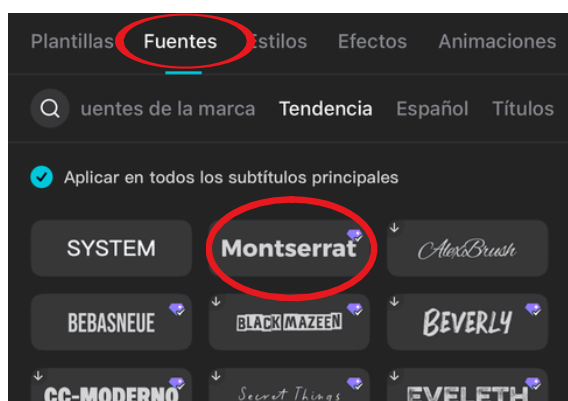 Plantillas Fuentes Estilos Efectos Animaciones
uentes de la marca Tendencia Español Títulos
Aplicar en todos los subtítulos principales
SYSTEM Montserrat AlexBrush
BEBASNEUE BLACK MAZEEN BEVERLY
CC-MODERNO Secret Things EVELETH